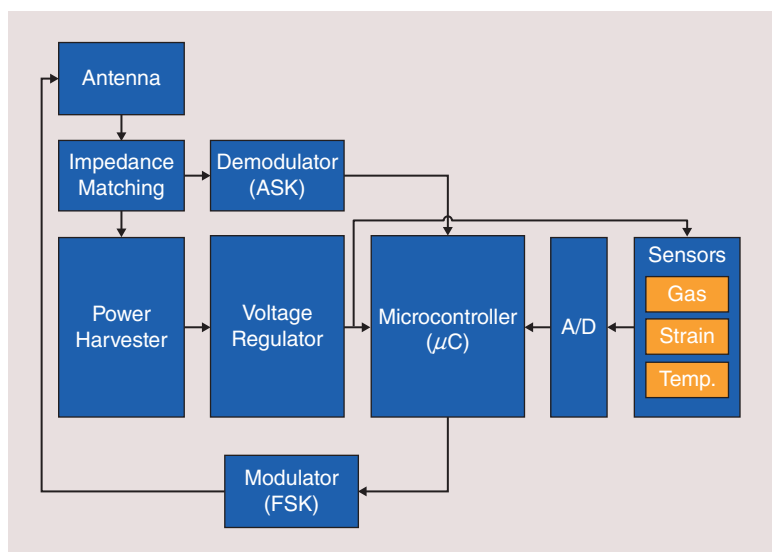 Antenna
Impedance
Matching
Demodulator
(ASK)
Power
Harvester
Voltage
Regulator
Microcontroller
(μC)
A/D
Sensors
Gas
Strain
Temp.
Modulator
(FSK)